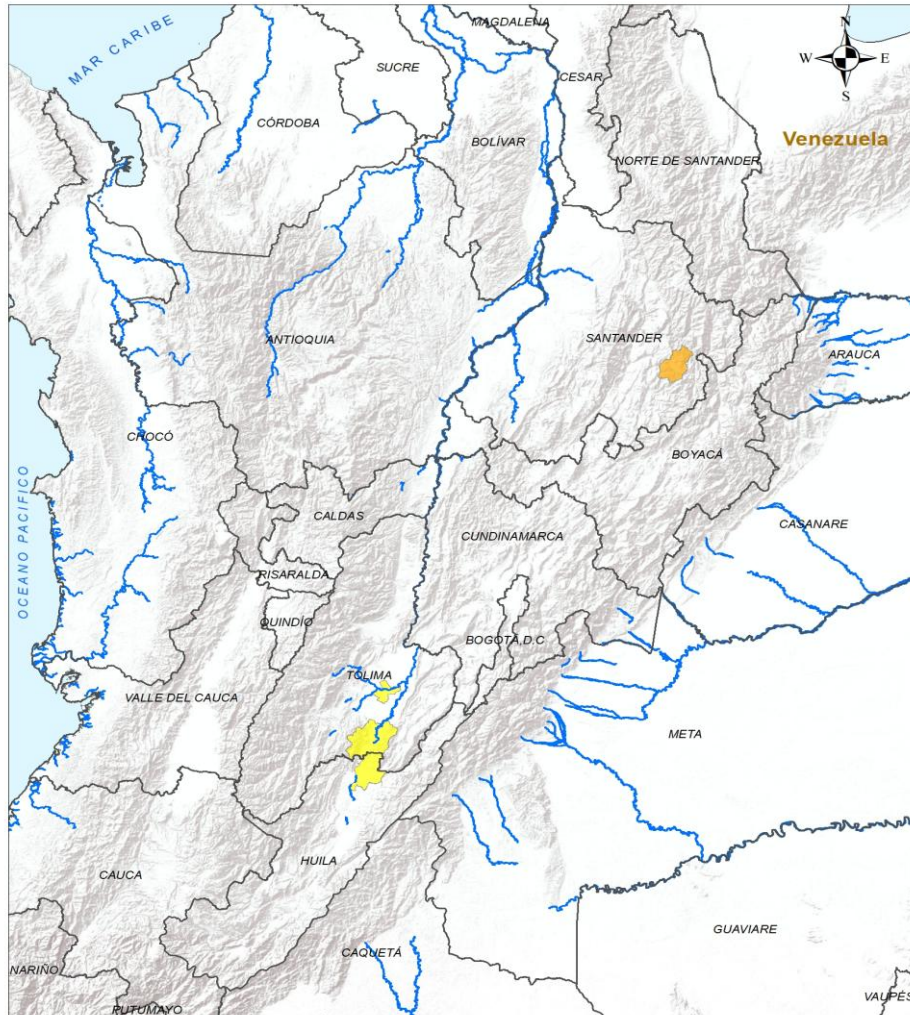 MAGDALENA
MAR CARIBE
N
W E
S
SUCRE
CESAR
CÓRDOBA
BOLÍVAR
Venezuela
NORTE DE SANTANDER
ANTIOQUIA
SANTANDER
ARAUCA
CHOCÓ
BOYACÁ
OCEANO PACIFICO
CALDAS
CASANARE
CUNDINAMARCA
RISARALDA
QUINDÍO
BOGOTÁ, D.C
TOLIMA
VALLE DEL CAUCA
META
HUILA
CAUCA
GUAVIARE
CAQUETÁ
NARIÑO
VAUPÉS
PUTUMAYO